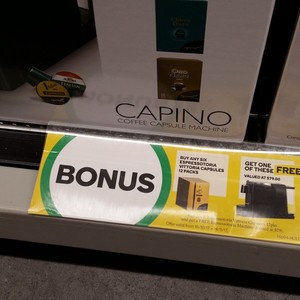 CAPINO
COFFEE CAPSULE MACHINE
BONUS
BUY ANY SIX
ESPRESSOTORIA
VITTORIA CAPSULES
12 PACKS
GET ONE
OF THESE FREE
VALUED AT $79.00